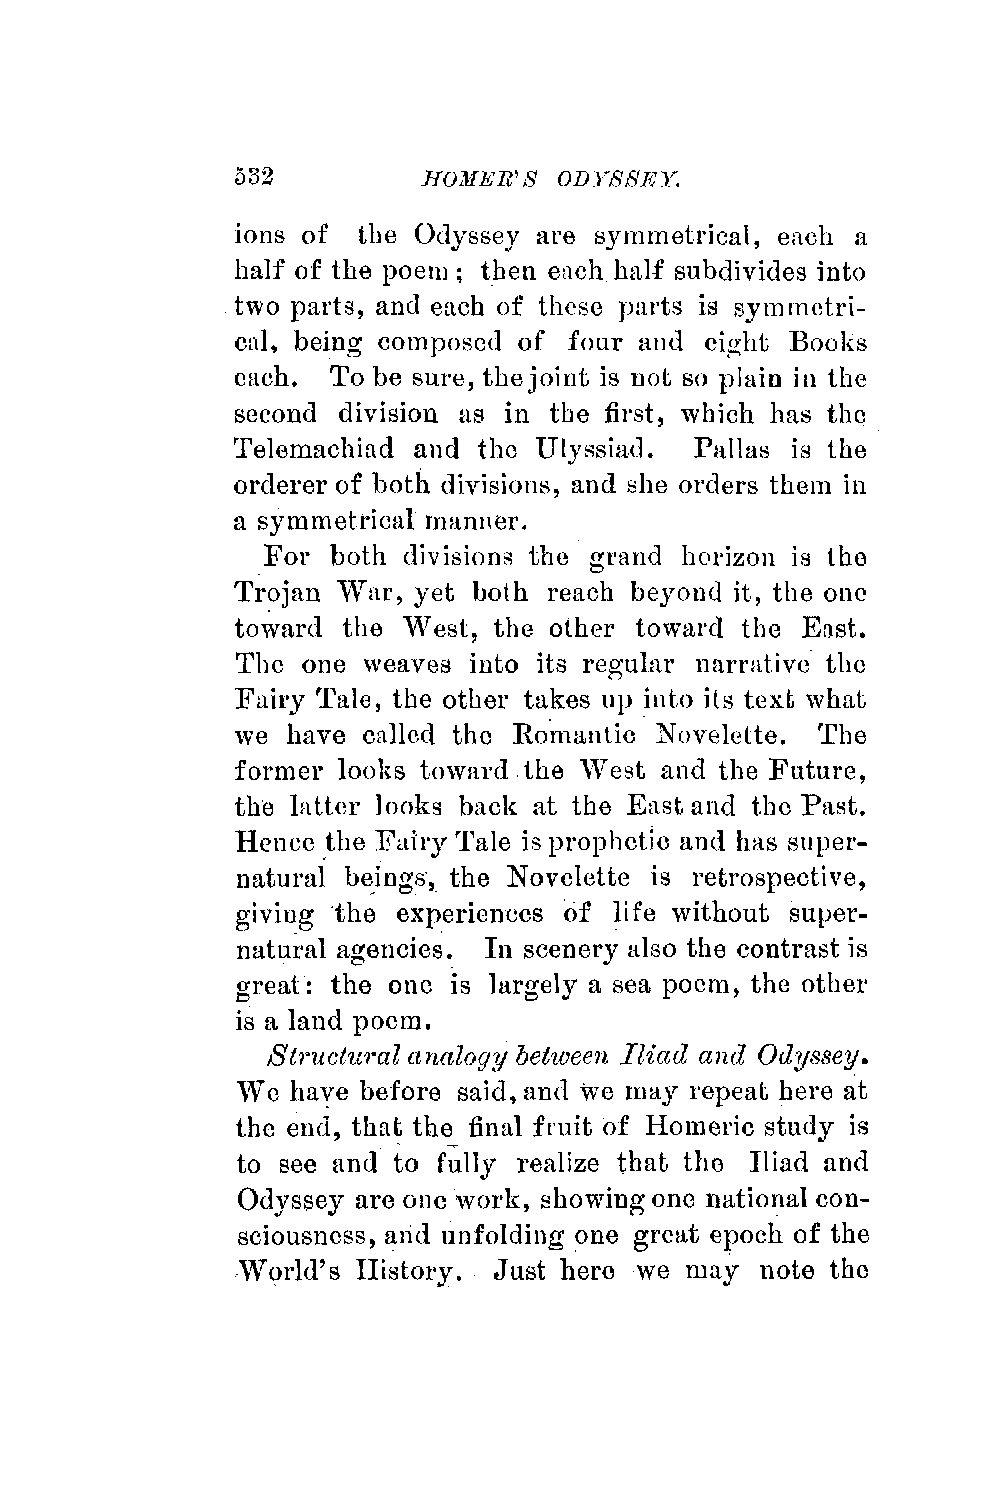 532 HOMER'S ODYSSEY.
ions of the Odyssey are symmetrical, each a
half of the poem; then each half subdivides into
two parts, and each of these parts is symmetri-
cal, being composed of four and eight Books
each. To be sure, the joint is not so plain in the
second division as in the first, which has the
Telemachiad and the Ulyssiad. Pallas is the
orderer of both divisions, and she orders them in
a symmetrical manner.
For both divisions the grand horizon is the
Trojan War, yet both reach beyond it, the one
toward the West, the other toward the East.
The one weaves into its regular narrative the
Fairy Tale, the other takes up into its text what
we have called the Romantic Novelette. The
former looks toward the West and the Future,
the latter looks back at the East and the Past.
Hence the Fairy Tale is prophetic and has super-
natural beings, the Novelette is retrospective,
giving the experiences of life without super-
natural agencies. In scenery also the contrast is
great: the one is largely a sea poem, the other
is a land poem.
Structural analogy between Iliad and Odyssey.
We have before said, and we may repeat here at
the end, that the final fruit of Homeric study is
to see and to fully realize that the Iliad and
Odyssey are one work, showing one national con-
sciousness, and unfolding one great epoch of the
World's History. Just here we may note the